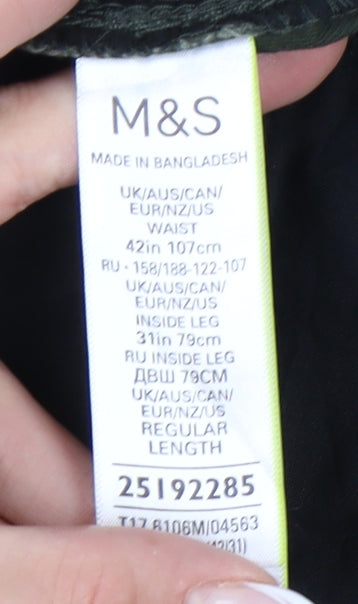 M&S
MADE IN BANGLADESH
UK/AUS/CAN/
EUR/NZ/US
WAIST
42in 107cm
RU - 158/188-122-107
UK/AUS/CAN/
EUR/NZ/US
INSIDE LEG
31in 79cm
RU INSIDE LEG
ДВШ 79CM
UK/AUS/CAN/
EUR/NZ/US
REGULAR
LENGTH
25192285
T17 8106M/04563